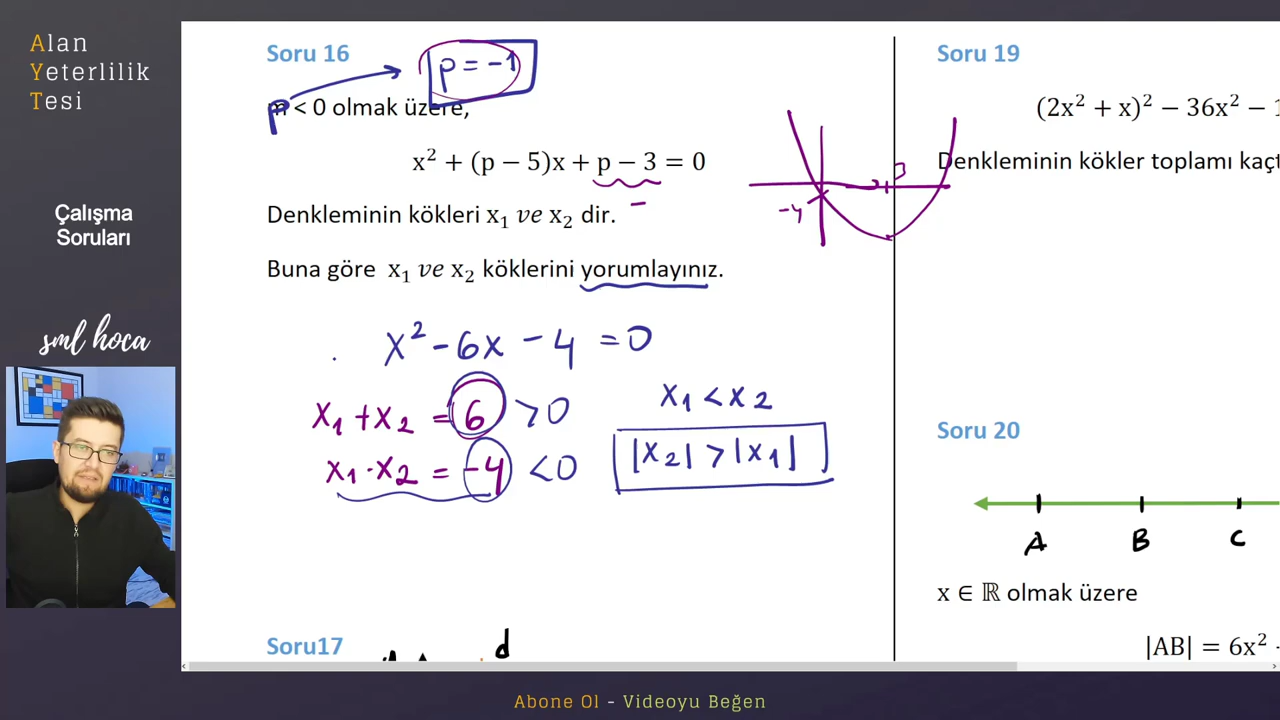 Alan
Yeterlilik
Tesi
Çalışma
Soruları
sml hoca
Soru 16
p = -1
p < 0 olmak üzere,
x² + (p − 5)x + p − 3 = 0
−
Denkleminin kökleri x₁ ve x₂ dir.
Buna göre x₁ ve x₂ köklerini yorumlayınız.
3
-4
x² - 6x - 4 = 0
x₁ + x₂ = 6 > 0
x₁ · x₂ = -4 < 0
x₁ < x₂
|x₂| > |x₁|
Soru17
d
Soru 19
(2x² + x)² − 36x² − 1
Denkleminin kökler toplamı kaçt
Soru 20
A B C
x ∈ ℝ olmak üzere
|AB| = 6x²
Abone Ol - Videoyu Beğen